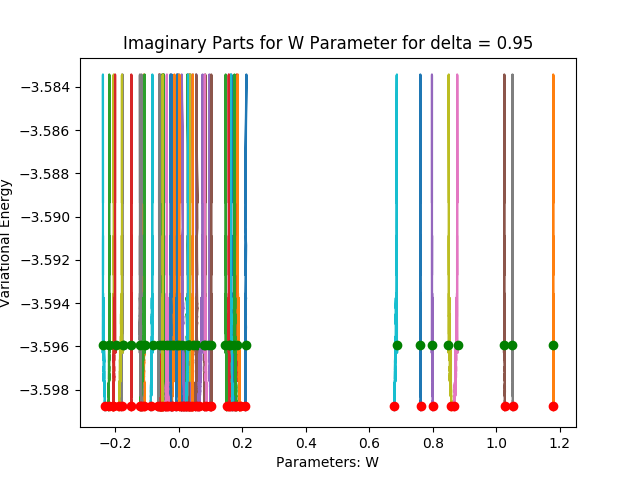 Imaginary Parts for W Parameter for delta = 0.95
Variational Energy
−3.584
−3.586
−3.588
−3.590
−3.592
−3.594
−3.596
−3.598
−0.2 0.0 0.2 0.4 0.6 0.8 1.0 1.2
Parameters: W